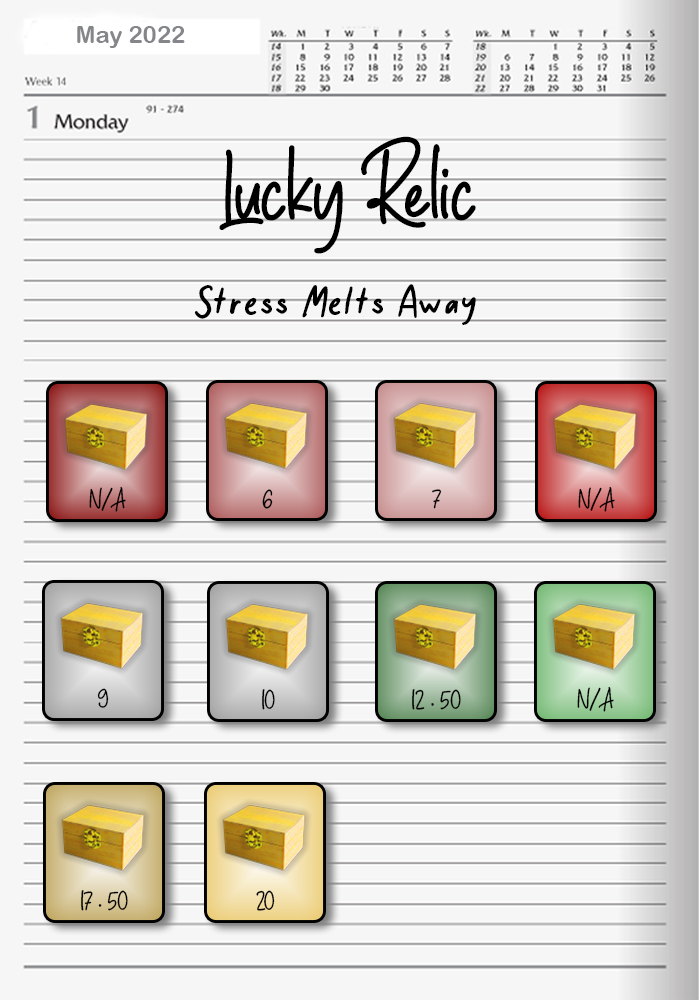 May 2022
Wk. M T W T F S S
14 1 2 3 4 5 6 7
15 8 9 10 11 12 13 14
16 15 16 17 18 19 20 21
17 22 23 24 25 26 27 28
18 29 30
Wk. M T W T F S S
18 1 2 3 4 5
19 6 7 8 9 10 11 12
20 13 14 15 16 17 18 19
21 20 21 22 23 24 25 26
22 27 28 29 30 31
Week 14
1 Monday 91 - 274
Lucky Relic
Stress Melts Away
N/A 6 7 N/A
9 10 12.50 N/A
17.50 20